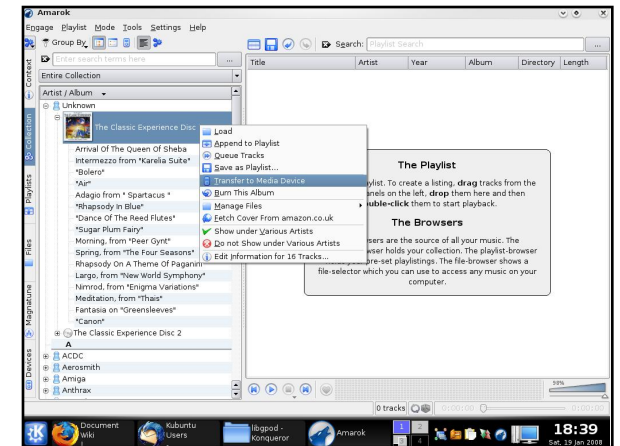 Amarok
Engage Playlist Mode Tools Settings Help
Group By
Search: Playlist Search
...
Enter search terms here
...
Entire Collection
Title Artist Year Album Directory Length
Artist / Album
Unknown
The Classic Experience Disc
Arrival Of The Queen Of Sheba
Intermezzo from "Karelia Suite"
"Bolero"
"Air"
Adagio from " Spartacus "
"Rhapsody In Blue"
"Dance Of The Reed Flutes"
"Sugar Plum Fairy"
Morning, from "Peer Gynt"
Spring, from "The Four Seasons"
Rhapsody On A Theme Of Paganini
Largo, from "New World Symphony"
Nimrod, from "Enigma Variations"
Meditation, from "Thais"
Fantasia on "Greensleeves"
"Canon"
The Classic Experience Disc 2
A
ACDC
Aerosmith
Amiga
Anthrax
Context
Collection
Playlists
Files
Magnatune
Devices
Load
Append to Playlist
Queue Tracks
Save as Playlist...
Transfer to Media Device
Burn This Album
Manage Files
Fetch Cover From amazon.co.uk
Show under Various Artists
Do not Show under Various Artists
Edit Information for 16 Tracks...
The Playlist
ylist. To create a listing, drag tracks from the
anels on the left, drop them here and then
uble-click them to start playback.
The Browsers
sers are the source of all your music. The
wser holds your collection. The playlist-browser
pre-set playlistings. The file-browser shows a
file-selector which you can use to access any music on your
computer.
50%
0 tracks
0:00:00
0:00:00
Document
Wiki
Kubuntu
Users
libgpod -
Konqueror
Amarok
1 2
3 4
18:39
Sat, 19 Jan 2008